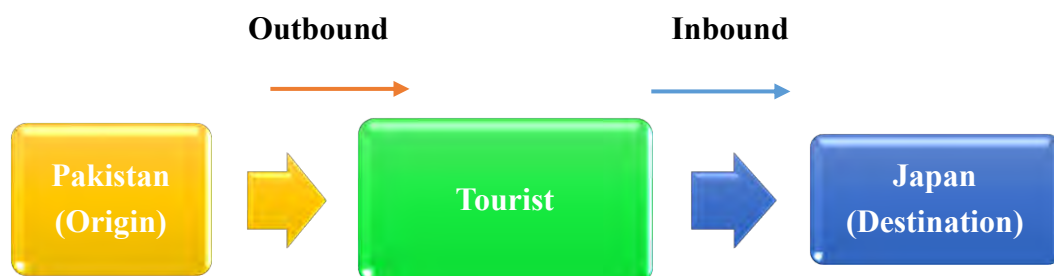 Outbound
Inbound
Pakistan
(Origin)
Tourist
Japan
(Destination)